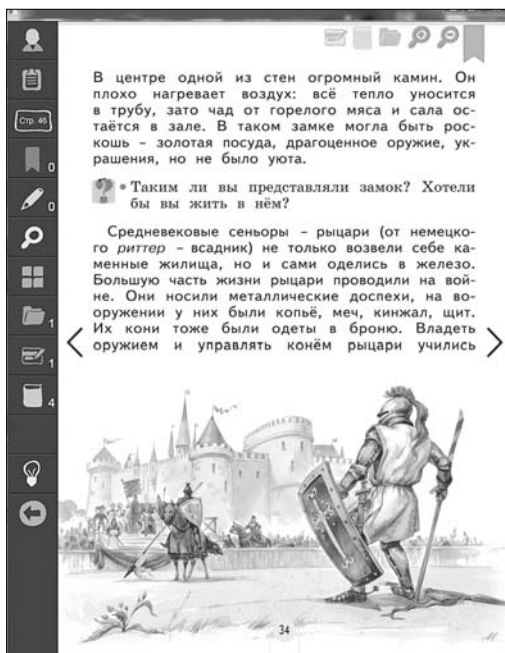 Стр. 46
0
0
1
1
4
В центре одной из стен огромный камин. Он
плохо нагревает воздух: всё тепло уносится
в трубу, зато чад от горелого мяса и сала ос-
таётся в зале. В таком замке могла быть рос-
кошь – золотая посуда, драгоценное оружие, ук-
рашения, но не было уюта.
? • Таким ли вы представляли замок? Хотели
бы вы жить в нём?
Средневековые сеньоры – рыцари (от немецко-
го риттер – всадник) не только возвели себе ка-
менные жилища, но и сами оделись в железо.
Большую часть жизни рыцари проводили на вой-
не. Они носили металлические доспехи, на во-
оружении у них были копьё, меч, кинжал, щит.
Их кони тоже были одеты в броню. Владеть
оружием и управлять конём рыцари учились
34